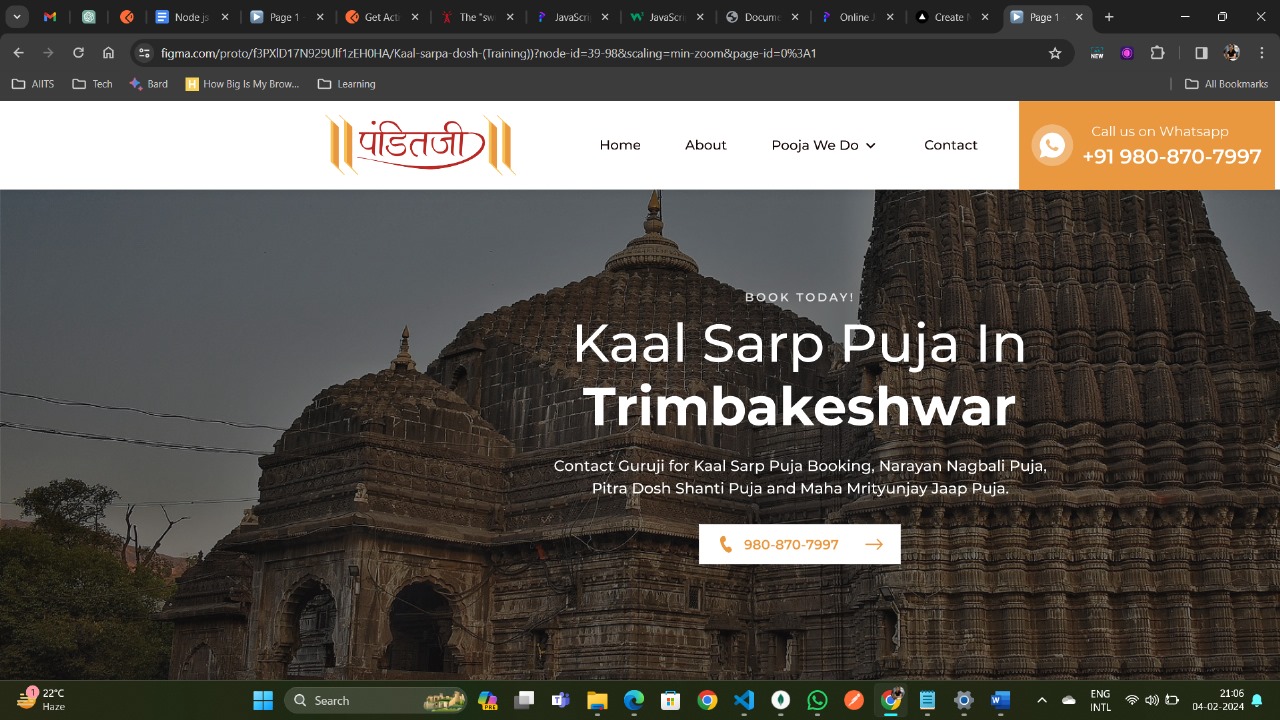 Node js
Page 1
Get Acti
The "sw
JavaScrip
JavaScri
Docume
Online J
Create N
Page 1
figma.com/proto/f3PXlD17N929Ulf1zEH0HA/Kaal-sarpa-dosh-(Training))?node-id=39-98&scaling=min-zoom&page-id=0%3A1
NEW
AIITS
Tech
Bard
How Big Is My Brow...
Learning
All Bookmarks
पंडितजी
Home
About
Pooja We Do
Contact
Call us on Whatsapp
+91 980-870-7997
BOOK TODAY!
Kaal Sarp Puja In
Trimbakeshwar
Contact Guruji for Kaal Sarp Puja Booking, Narayan Nagbali Puja,
Pitra Dosh Shanti Puja and Maha Mrityunjay Jaap Puja.
980-870-7997
1
22°C
Haze
Search
PRE
ENG
INTL
21:06
04-02-2024